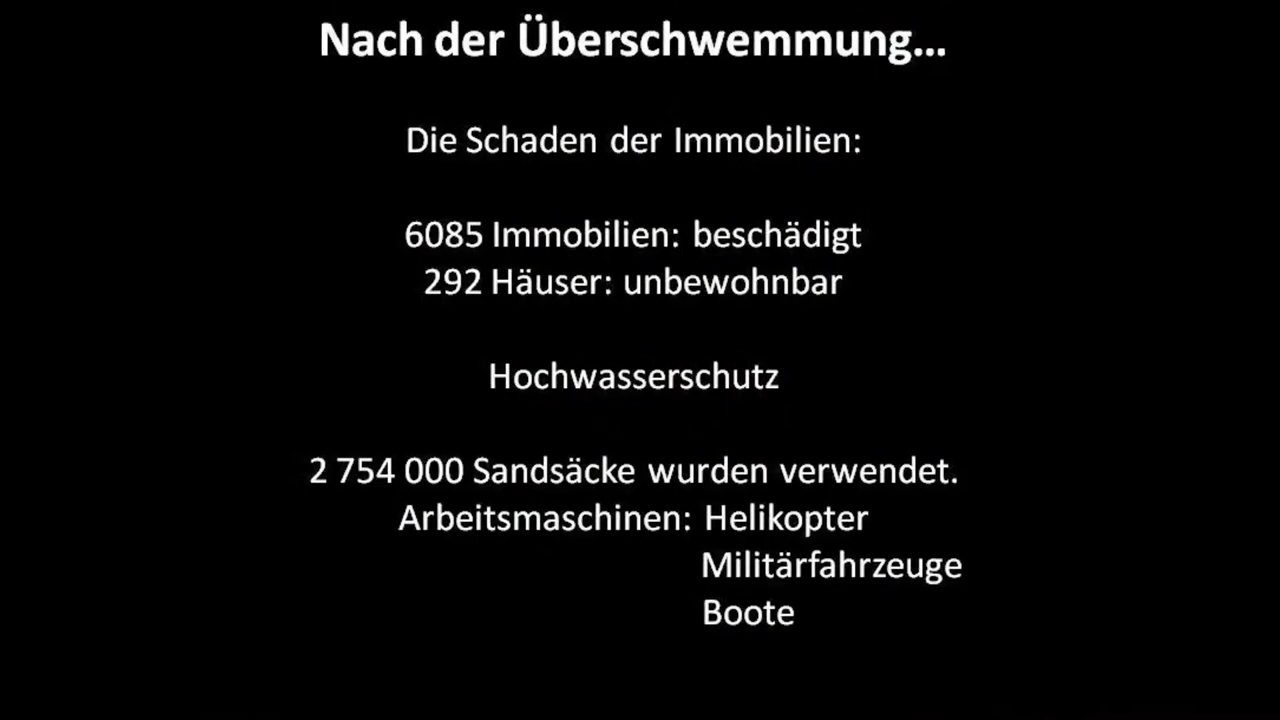 Nach der Überschwemmung...
Die Schaden der Immobilien:
6085 Immobilien: beschädigt
292 Häuser: unbewohnbar
Hochwasserschutz
2 754 000 Sandsäcke wurden verwendet.
Arbeitsmaschinen: Helikopter
Militärfahrzeuge
Boote